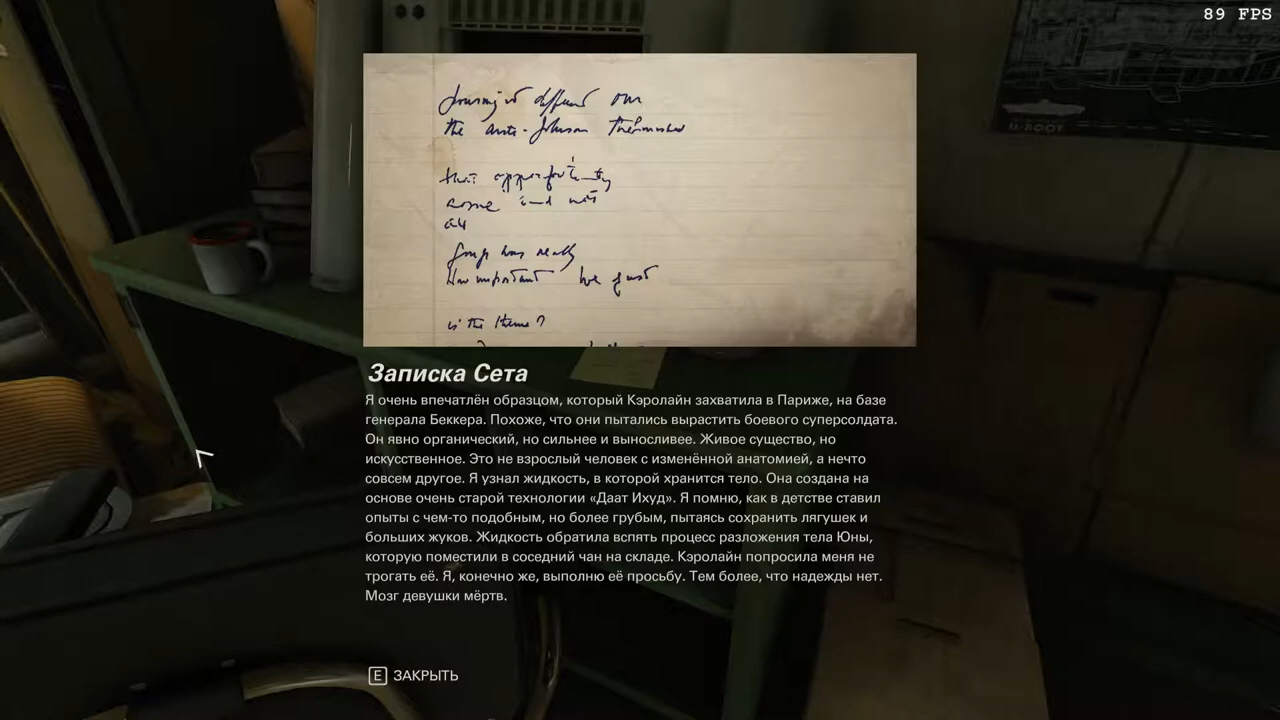 89 FPS
U-BOOT
the
is the theme?
Записка Сета
Я очень впечатлён образцом, который Кэролайн захватила в Париже, на базе
генерала Беккера. Похоже, что они пытались вырастить боевого суперсолдата.
Он явно органический, но сильнее и выносливее. Живое существо, но
искусственное. Это не взрослый человек с изменённой анатомией, а нечто
совсем другое. Я узнал жидкость, в которой хранится тело. Она создана на
основе очень старой технологии «Даат Ихуд». Я помню, как в детстве ставил
опыты с чем-то подобным, но более грубым, пытаясь сохранить лягушек и
больших жуков. Жидкость обратила вспять процесс разложения тела Юны,
которую поместили в соседний чан на складе. Кэролайн попросила меня не
трогать её. Я, конечно же, выполню её просьбу. Тем более, что надежды нет.
Мозг девушки мёртв.
E ЗАКРЫТЬ